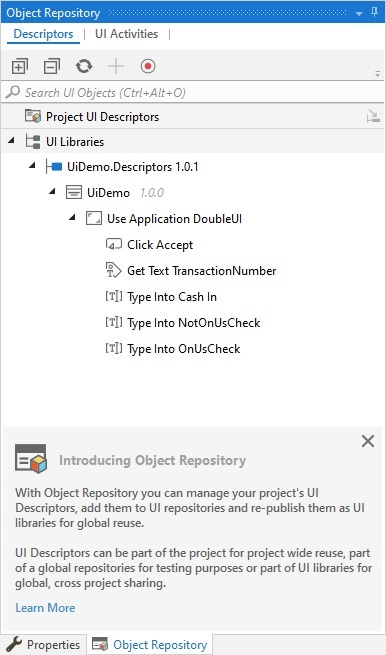 Object Repository
Descriptors | UI Activities |
Search UI Objects (Ctrl+Alt+O)
Project UI Descriptors
UI Libraries
UiDemo.Descriptors 1.0.1
UiDemo 1.0.0
Use Application DoubleUI
Click Accept
Get Text TransactionNumber
Type Into Cash In
Type Into NotOnUsCheck
Type Into OnUsCheck
Introducing Object Repository
With Object Repository you can manage your project's UI
Descriptors, add them to UI repositories and re-publish them as UI
libraries for global reuse.
UI Descriptors can be part of the project for project wide reuse, part
of a global repositories for testing purposes or part of UI libraries for
global, cross project sharing.
Learn More
Properties Object Repository